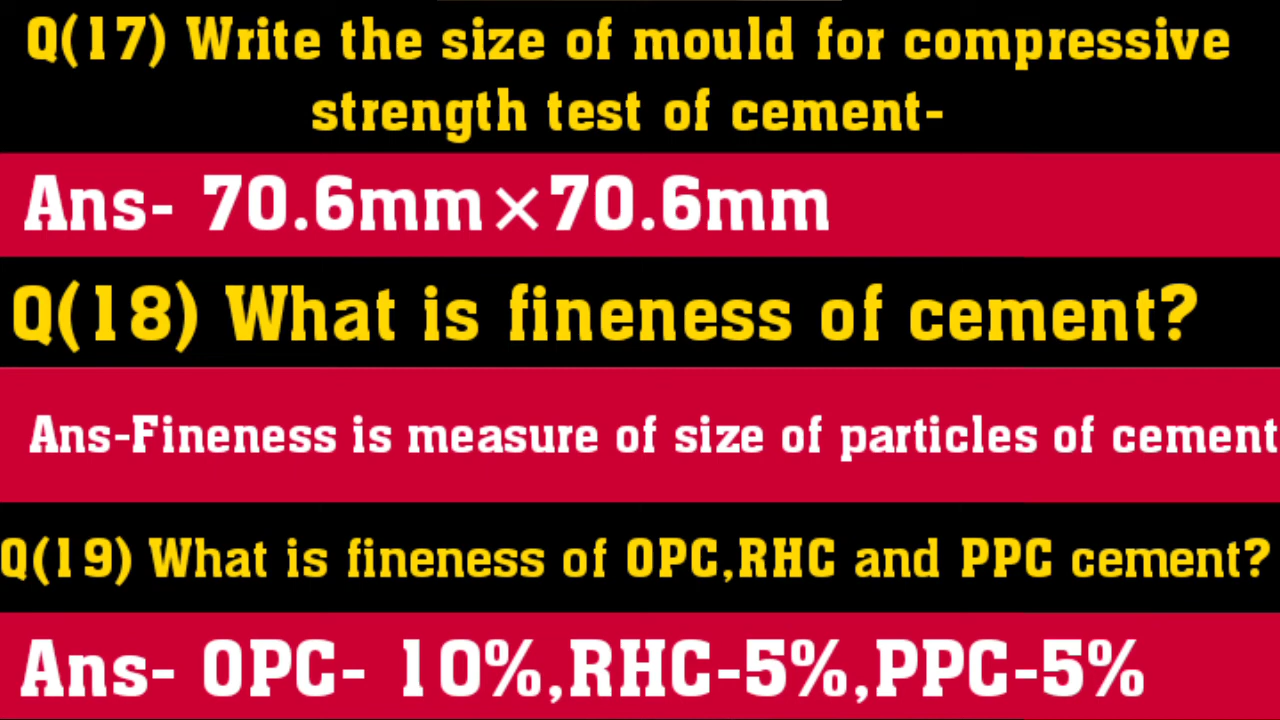 Q(17) Write the size of mould for compressive
strength test of cement-
Ans- 70.6mm×70.6mm
Q(18) What is fineness of cement?
Ans-Fineness is measure of size of particles of cement
Q(19) What is fineness of OPC,RHC and PPC cement?
Ans- OPC- 10%,RHC-5%,PPC-5%